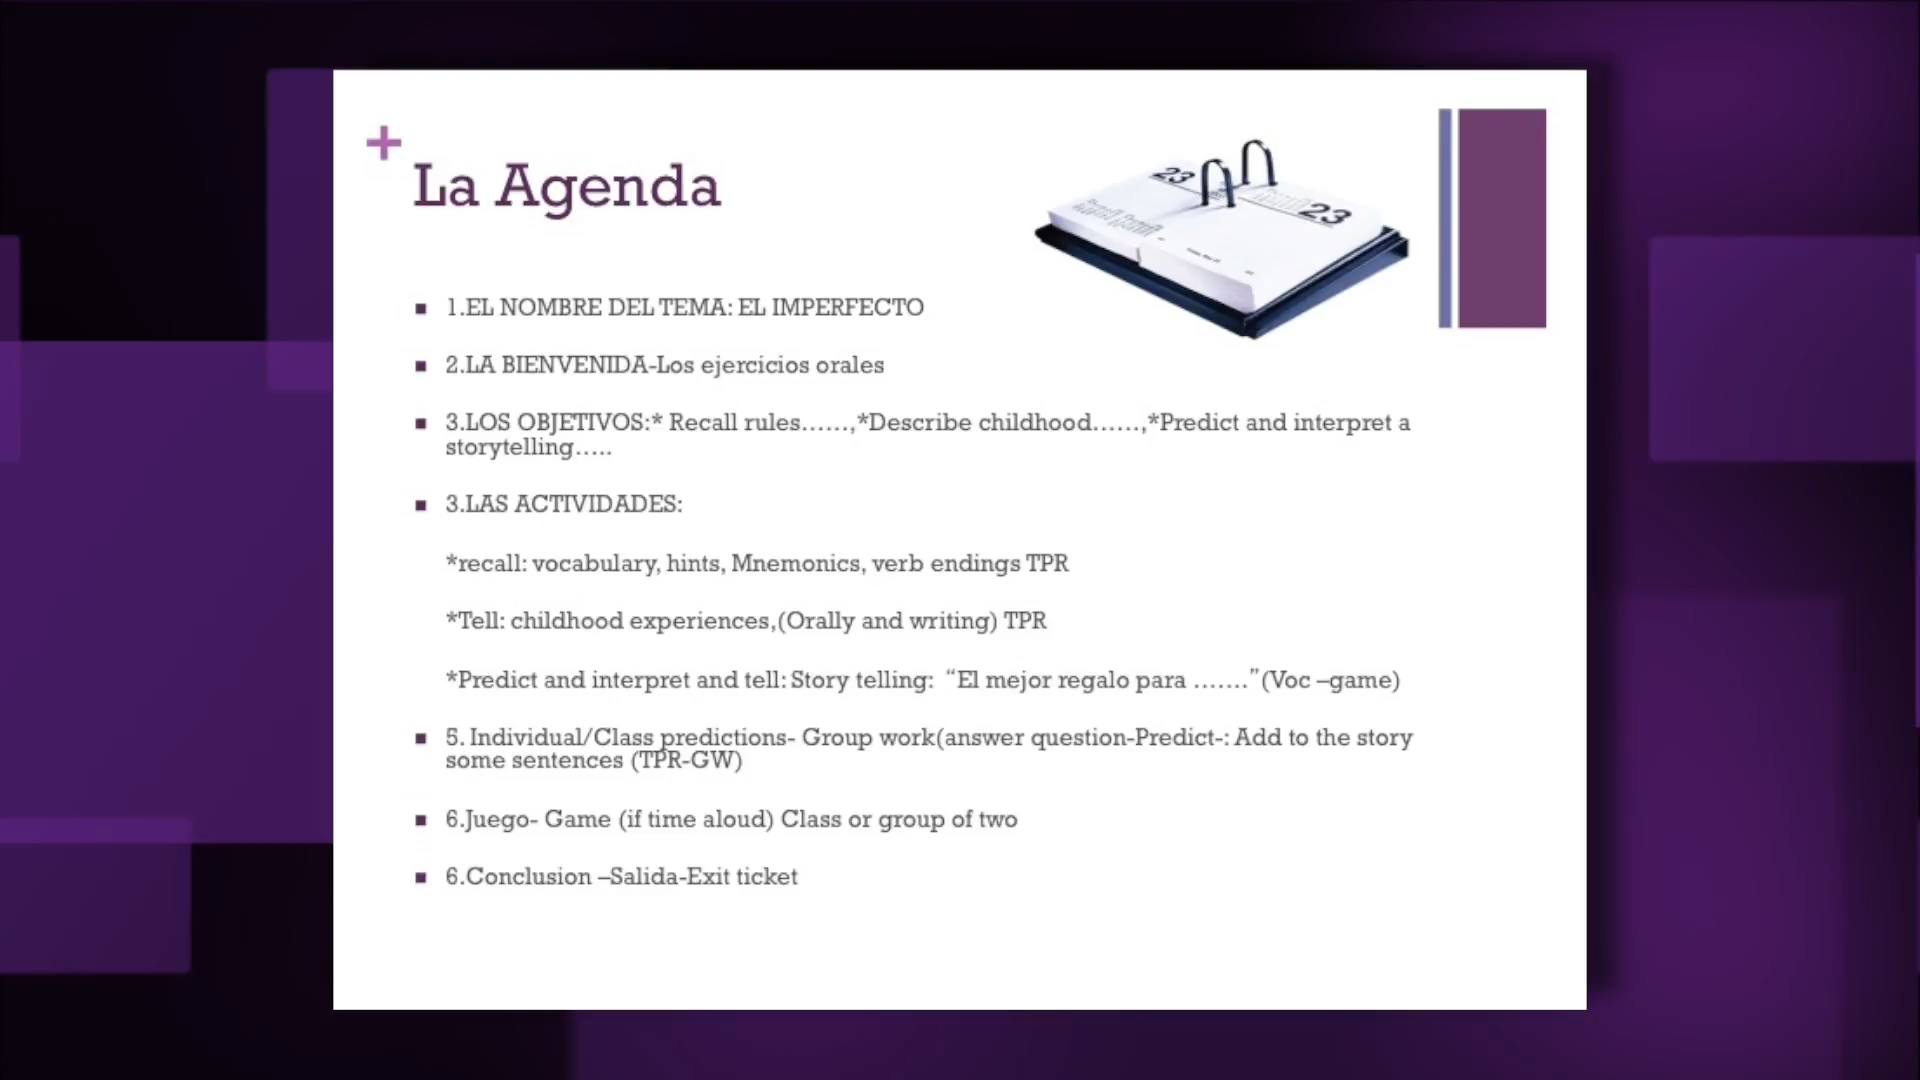 +
La Agenda
23
23
1.EL NOMBRE DEL TEMA: EL IMPERFECTO
2.LA BIENVENIDA-Los ejercicios orales
3.LOS OBJETIVOS:* Recall rules……,*Describe childhood……,*Predict and interpret a
storytelling…..
3.LAS ACTIVIDADES:
*recall: vocabulary, hints, Mnemonics, verb endings TPR
*Tell: childhood experiences,(Orally and writing) TPR
*Predict and interpret and tell: Story telling: “El mejor regalo para …….”(Voc –game)
5. Individual/Class predictions- Group work(answer question-Predict-: Add to the story
some sentences (TPR-GW)
6.Juego- Game (if time aloud) Class or group of two
6.Conclusion –Salida-Exit ticket